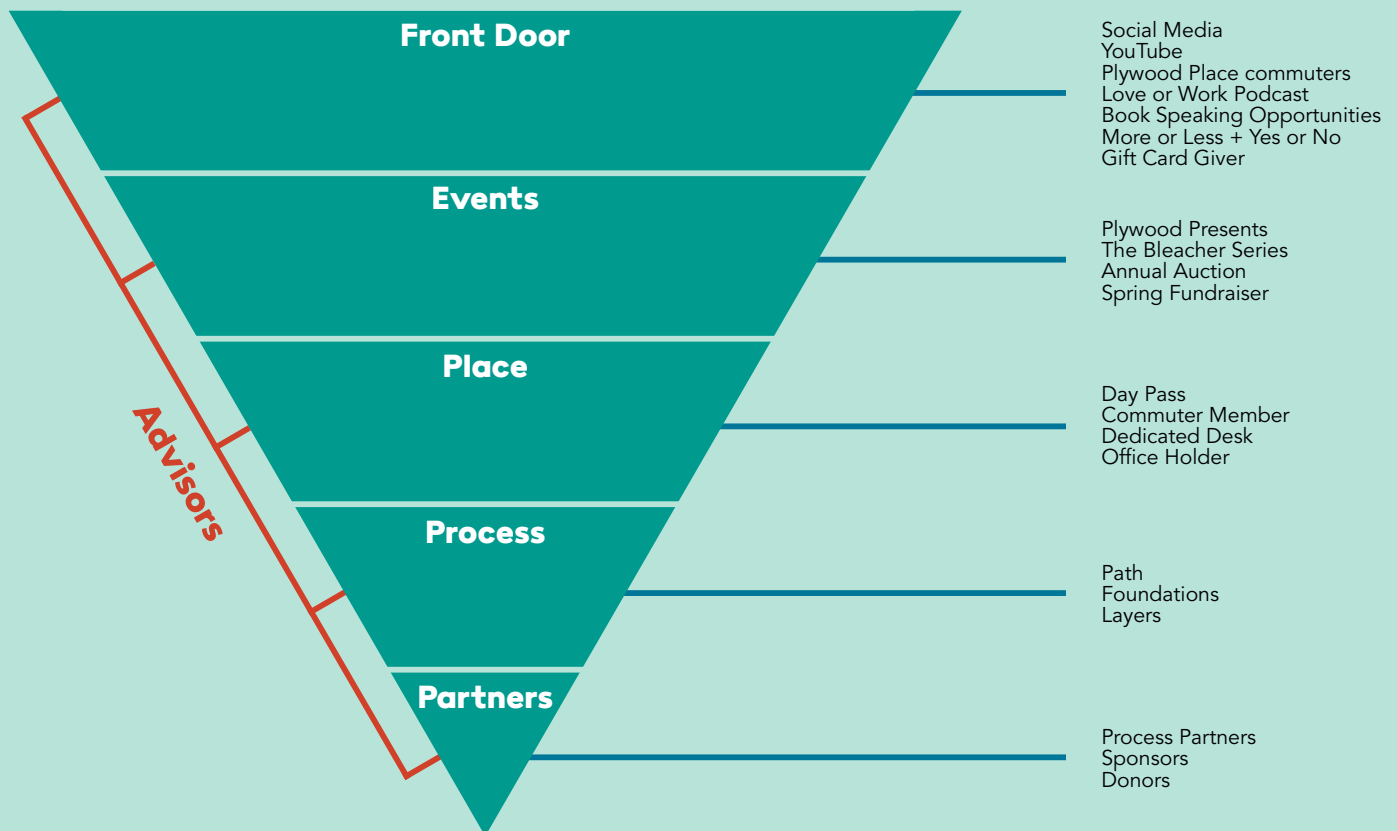 Front Door
Social Media
YouTube
Plywood Place commuters
Love or Work Podcast
Book Speaking Opportunities
More or Less + Yes or No
Gift Card Giver
Events
Plywood Presents
The Bleacher Series
Annual Auction
Spring Fundraiser
Place
Day Pass
Commuter Member
Dedicated Desk
Office Holder
Advisors
Process
Path
Foundations
Layers
Partners
Process Partners
Sponsors
Donors